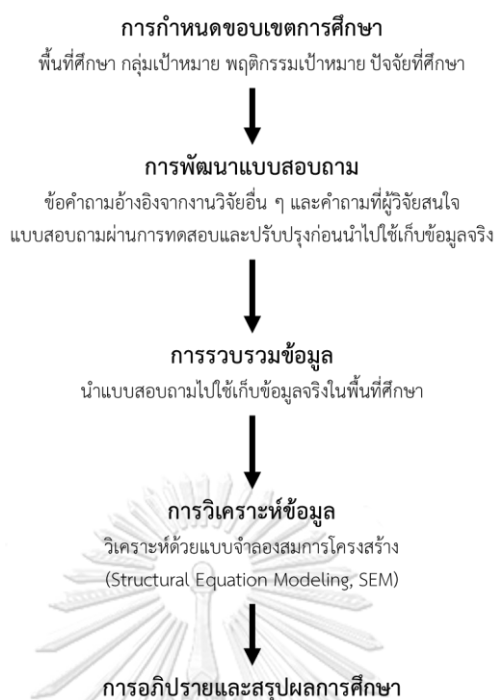 การกำหนดขอบเขตการศึกษา
พื้นที่ศึกษา กลุ่มเป้าหมาย พฤติกรรมเป้าหมาย ปัจจัยที่ศึกษา
การพัฒนาแบบสอบถาม
ข้อคำถามอ้างอิงจากงานวิจัยอื่น ๆ และคำถามที่ผู้วิจัยสนใจ
แบบสอบถามผ่านการทดสอบและปรับปรุงก่อนนำไปใช้เก็บข้อมูลจริง
การรวบรวมข้อมูล
นำแบบสอบถามไปใช้เก็บข้อมูลจริงในพื้นที่ศึกษา
การวิเคราะห์ข้อมูล
วิเคราะห์ด้วยแบบจำลองสมการโครงสร้าง
(Structural Equation Modeling, SEM)
การอภิปรายและสรุปผลการศึกษา